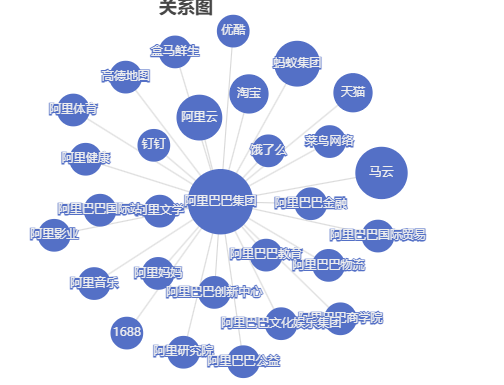 关系图
优酷
盒马鲜生
蚂蚁集团
高德地图
淘宝
天猫
阿里体育
阿里云
钉钉
饿了么
菜鸟网络
阿里健康
马云
阿里巴巴集团
阿里巴巴国际站
阿里文学
阿里巴巴金融
阿里影业
阿里巴巴国际贸易
阿里巴巴教育
阿里巴巴物流
阿里音乐
阿里妈妈
阿里巴巴创新中心
1688
阿里巴巴文化娱乐集团
阿里巴巴商学院
阿里研究院
阿里巴巴公益